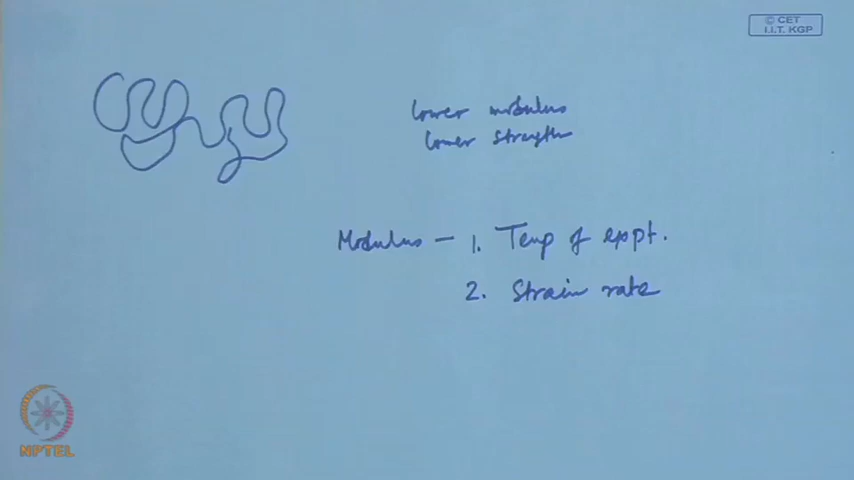 © CET
I.I.T. KGP
lower modulus
lower strength
Modulus — 1. Temp of expt.
2. Strain rate
NPTEL